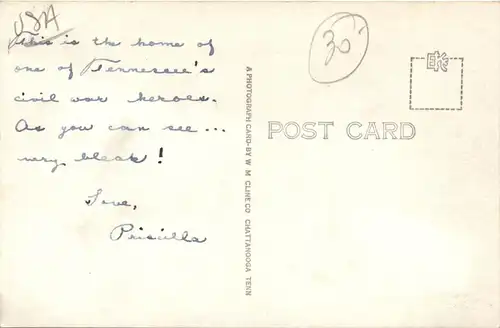 USA
This is the home of
one of Tennessee's
civil war heroes.
As you can see...
very bleak!
Love,
Priscilla
30
POST CARD
A PHOTOGRAPH CARD-BY W M CLINE CO CHATTANOOGA TENN